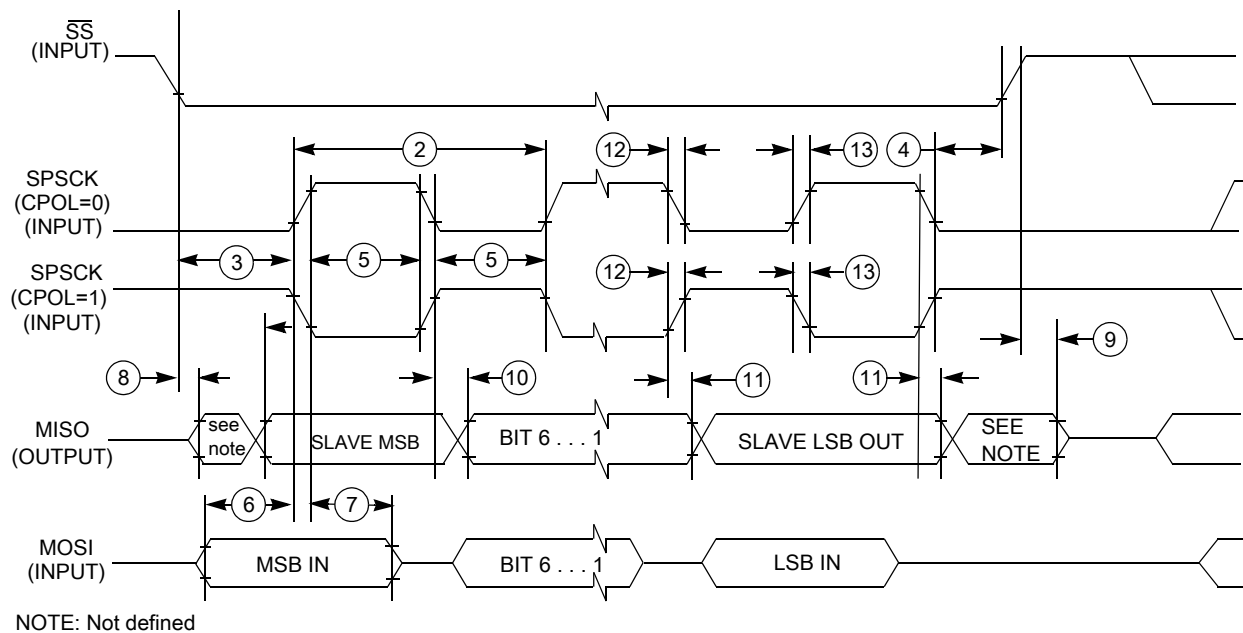 SS
(INPUT)
2
12
13
4
SPSCK
(CPOL=0)
(INPUT)
3
5
5
12
13
SPSCK
(CPOL=1)
(INPUT)
9
8
10
11
11
MISO
(OUTPUT)
see
note
SLAVE MSB
BIT 6 . . . 1
SLAVE LSB OUT
SEE
NOTE
6
7
MOSI
(INPUT)
MSB IN
BIT 6 . . . 1
LSB IN
NOTE: Not defined